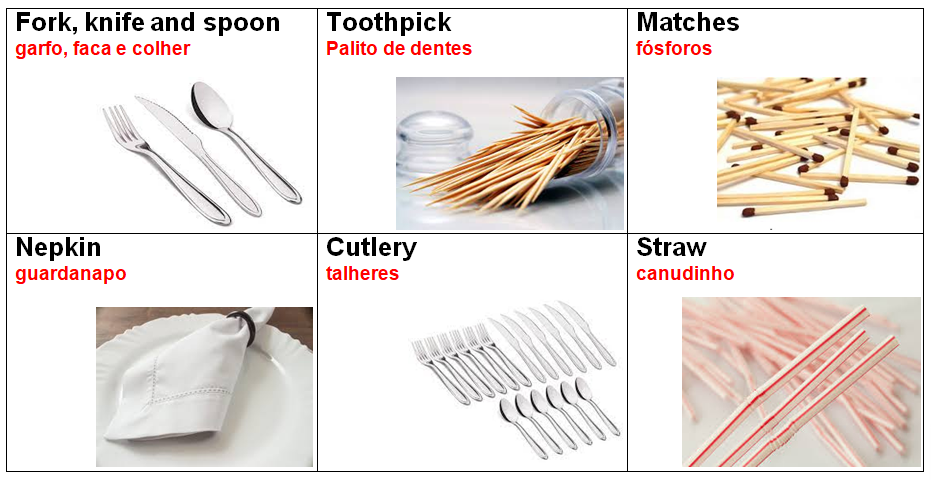 Fork, knife and spoon
garfo, faca e colher
Toothpick
Palito de dentes
Matches
fósforos
Nepkin
guardanapo
Cutlery
talheres
Straw
canudinho